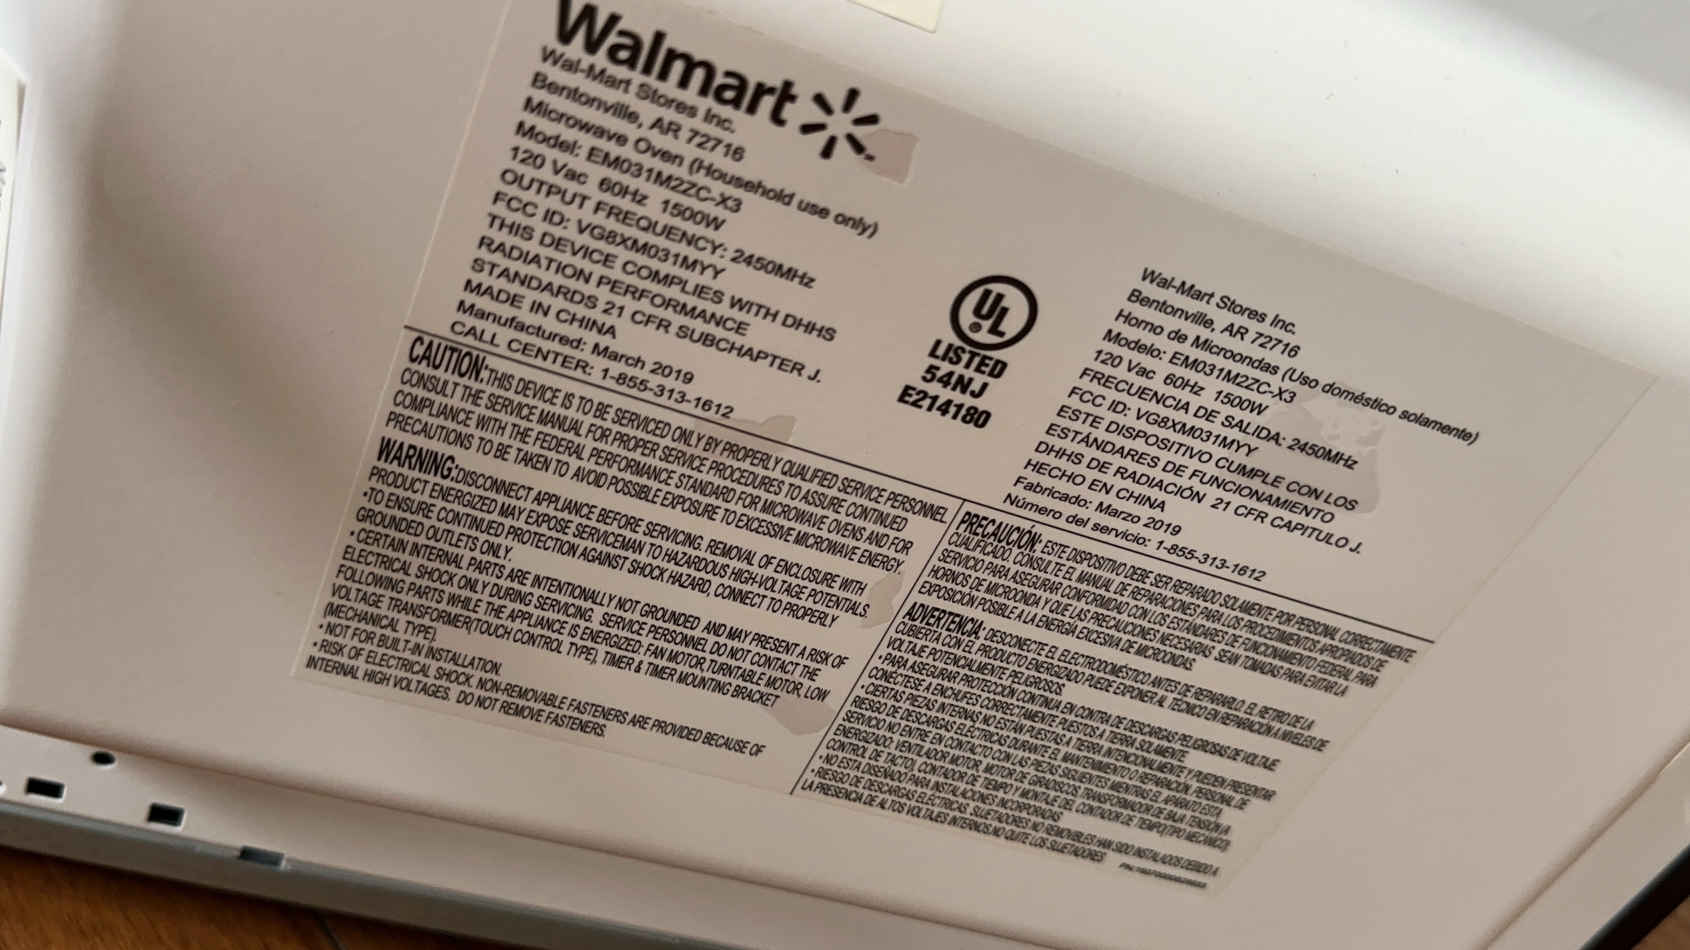 Walmart
Wal-Mart Stores Inc.
Bentonville, AR 72716
Microwave Oven (Household use only)
Model: EM031M2ZC-X3
120 Vac 60Hz 1500W
OUTPUT FREQUENCY: 2450MHz
FCC ID: VG8XM031MYY
THIS DEVICE COMPLIES WITH DHHS
RADIATION PERFORMANCE
STANDARDS 21 CFR SUBCHAPTER J.
MADE IN CHINA
Manufactured: March 2019
CALL CENTER: 1-855-313-1612
UL
®
LISTED
54NJ
E214180
Wal-Mart Stores Inc.
Bentonville, AR 72716
Horno de Microondas (Uso doméstico solamente)
Modelo: EM031M2ZC-X3
120 Vac 60Hz 1500W
FRECUENCIA DE SALIDA: 2450MHz
FCC ID: VG8XM031MYY
ESTE DISPOSITIVO CUMPLE CON LOS
ESTÁNDARES DE FUNCIONAMIENTO
DHHS DE RADIACIÓN 21 CFR CAPITULO J.
HECHO EN CHINA
Fabricado: Marzo 2019
Número del servicio: 1-855-313-1612
CAUTION: THIS DEVICE IS TO BE SERVICED ONLY BY PROPERLY QUALIFIED SERVICE PERSONNEL
CONSULT THE SERVICE MANUAL FOR PROPER SERVICE PROCEDURES TO ASSURE CONTINUED
COMPLIANCE WITH THE FEDERAL PERFORMANCE STANDARD FOR MICROWAVE OVENS AND FOR
PRECAUTIONS TO BE TAKEN TO AVOID POSSIBLE EXPOSURE TO EXCESSIVE MICROWAVE ENERGY.
WARNING: DISCONNECT APPLIANCE BEFORE SERVICING. REMOVAL OF ENCLOSURE WITH
PRODUCT ENERGIZED MAY EXPOSE SERVICEMAN TO HAZARDOUS HIGH-VOLTAGE POTENTIALS
•TO ENSURE CONTINUED PROTECTION AGAINST SHOCK HAZARD, CONNECT TO PROPERLY
GROUNDED OUTLETS ONLY.
• CERTAIN INTERNAL PARTS ARE INTENTIONALLY NOT GROUNDED AND MAY PRESENT A RISK OF
ELECTRICAL SHOCK ONLY DURING SERVICING. SERVICE PERSONNEL DO NOT CONTACT THE
FOLLOWING PARTS WHILE THE APPLIANCE IS ENERGIZED: FAN MOTOR TURNTABLE MOTOR, LOW
VOLTAGE TRANSFORMER(TOUCH CONTROL TYPE), TIMER & TIMER MOUNTING BRACKET
(MECHANICAL TYPE).
• NOT FOR BUILT-IN INSTALLATION.
• RISK OF ELECTRICAL SHOCK. NON-REMOVABLE FASTENERS ARE PROVIDED BECAUSE OF
INTERNAL HIGH VOLTAGES. DO NOT REMOVE FASTENERS.
PRECAUCIÓN: ESTE DISPOSITIVO DEBE SER REPARADO SOLAMENTE POR PERSONAL CORRECTAMENTE
CUALIFICADO. CONSULTE EL MANUAL DE REPARACIONES PARA LOS PROCEDIMIENTOS APROPIADOS DE
SERVICIO PARA ASEGURAR CONFORMIDAD CON LOS ESTÁNDARES DE FUNCIONAMIENTO FEDERAL PARA
HORNOS DE MICROONDA Y QUE LAS PRECAUCIONES NECESARIAS SEAN TOMADAS PARA EVITAR LA
EXPOSICIÓN POSIBLE A LA ENERGÍA EXCESIVA DE MICROONDAS.
ADVERTENCIA: DESCONECTE EL ELECTRODOMÉSTICO ANTES DE REPARARLO. EL RETIRO DE LA
CUBIERTA CON EL PRODUCTO ENERGIZADO PUEDE EXPONER AL TÉCNICO EN REPARACIÓN A NIVELES DE
VOLTAJE POTENCIALMENTE PELIGROSOS.
• PARA ASEGURAR PROTECCIÓN CONTINUA EN CONTRA DE DESCARGAS PELIGROSAS DE VOLTAJE
CONÉCTESE A ENCHUFES CORRECTAMENTE PUESTOS A TIERRA SOLAMENTE.
• CIERTAS PIEZAS INTERNAS NO ESTÁN PUESTAS A TIERRA INTENCIONALMENTE Y PUEDEN PRESENTAR
RIESGO DE DESCARGAS ELÉCTRICAS DURANTE EL MANTENIMIENTO O REPARACIÓN. PERSONAL DE
SERVICIO NO ENTRE EN CONTACTO CON LAS PIEZAS SIGUIENTES MIENTRAS EL APARATO ESTÁ
ENERGIZADO: VENTILADOR MOTOR, MOTOR DE GIRADISCOS TRANSFORMADOR DE BAJA TENSIÓN (A
CONTROL DE TACTO), CONTADOR DE TIEMPO Y MONTAJE DEL CONTADOR DE TIEMPO(TIPO MECÁNICO).
• NO ESTA DISEÑADO PARA INSTALACIONES INCORPORADAS
• RIESGO DE DESCARGAS ELÉCTRICAS. SUJETADORES NO REMOVIBLES HAN SIDO INSTALADOS DEBIDO A
LA PRESENCIA DE ALTOS VOLTAJES INTERNOS.NO QUITE LOS SUJETADORES